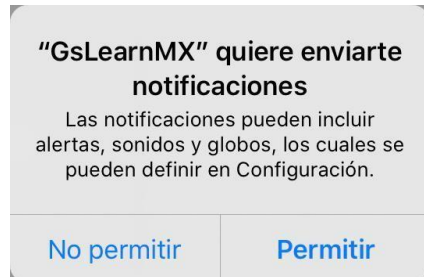 “GsLearnMX” quiere enviarte
notificaciones
Las notificaciones pueden incluir
alertas, sonidos y globos, los cuales se
pueden definir en Configuración.
No permitir
Permitir